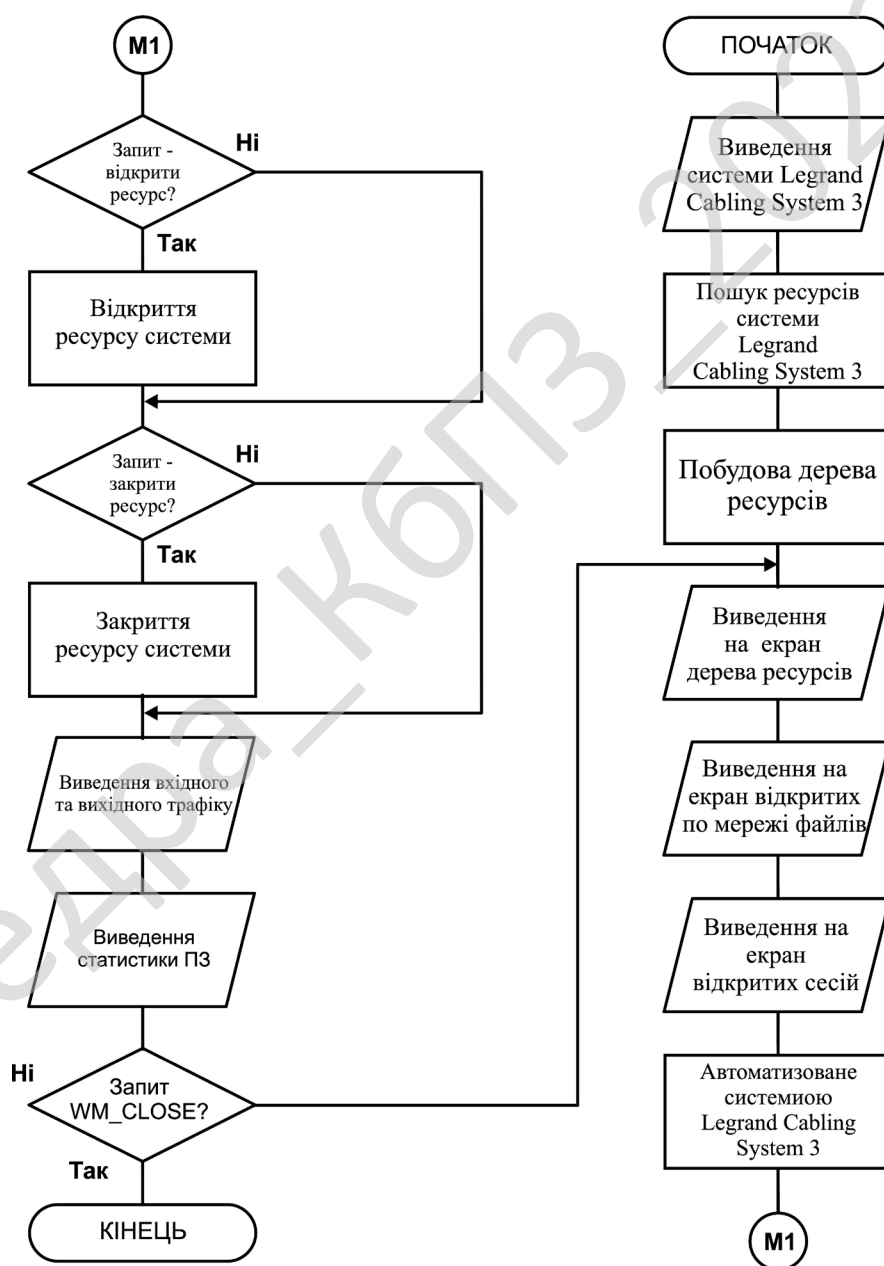 М1
Запит -
відкрити
ресурс?
Ні
Так
Відкриття
ресурсу системи
Запит -
закрити
ресурс?
Ні
Так
Закриття
ресурсу системи
Виведення вхідного
та вихідного трафіку
Виведення
статистики ПЗ
Ні
Запит
WM_CLOSE?
Так
КІНЕЦЬ
ПОЧАТОК
Виведення
системи Legrand
Cabling System 3
Пошук ресурсів
системи
Legrand
Cabling System 3
Побудова дерева
ресурсів
Виведення
на екран
дерева ресурсів
Виведення на
екран відкритих
по мережі файлів
Виведення на
екран
відкритих сесій
Автоматизоване
системиою
Legrand Cabling
System 3
М1
едра_КбПЗ_202